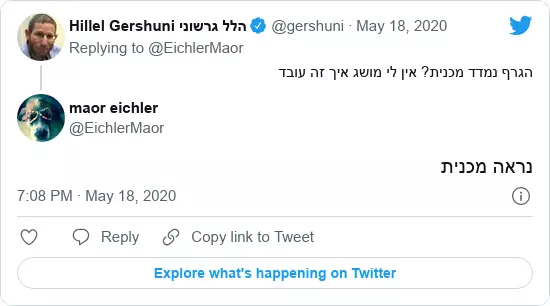 Hillel Gershuni הלל גרשוני @gershuni · May 18, 2020
Replying to @EichlerMaor
הגרף נמדד מכנית? אין לי מושג איך זה עובד
maor eichler
@EichlerMaor
נראה מכנית
7:08 PM · May 18, 2020
Reply Copy link to Tweet
Explore what's happening on Twitter